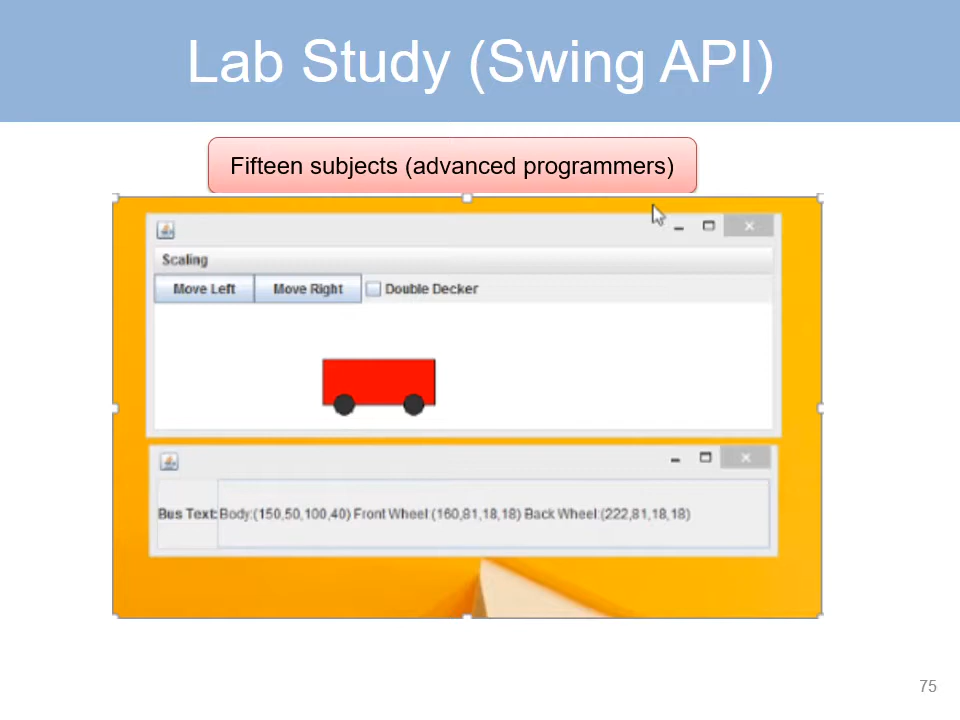 Lab Study (Swing API)
Fifteen subjects (advanced programmers)
Scaling
Move Left Move Right Double Decker
Bus Text: Body:(150,50,100,40) Front Wheel:(160,81,18,18) Back Wheel:(222,81,18,18)
75